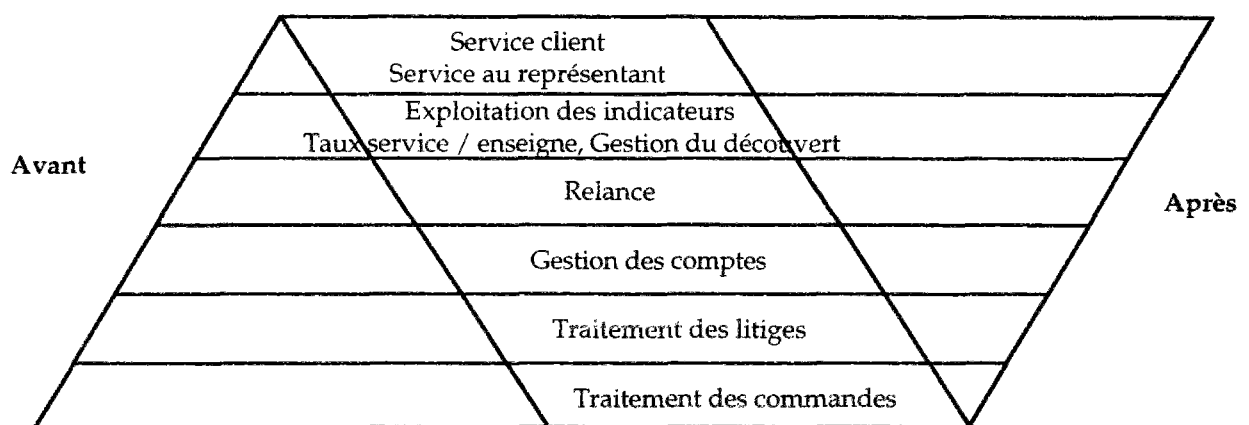 Service client
Service au représentant
Exploitation des indicateurs
Taux service / enseigne, Gestion du découvert
Avant
Relance
Après
Gestion des comptes
Traitement des litiges
Traitement des commandes